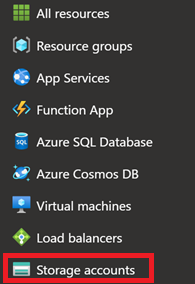 All resources
Resource groups
App Services
Function App
Azure SQL Database
Azure Cosmos DB
Virtual machines
Load balancers
Storage accounts